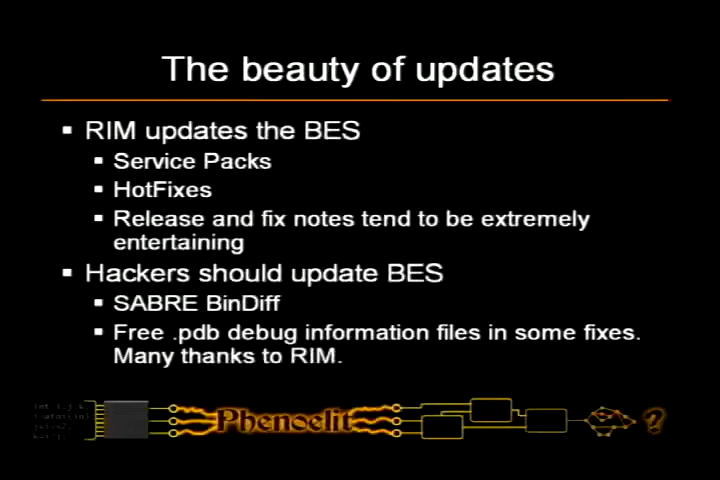 The beauty of updates
▪ RIM updates the BES
▪ Service Packs
▪ HotFixes
▪ Release and fix notes tend to be extremely
entertaining
▪ Hackers should update BES
▪ SABRE BinDiff
▪ Free .pdb debug information files in some fixes.
Many thanks to RIM.
Phenoelit
?